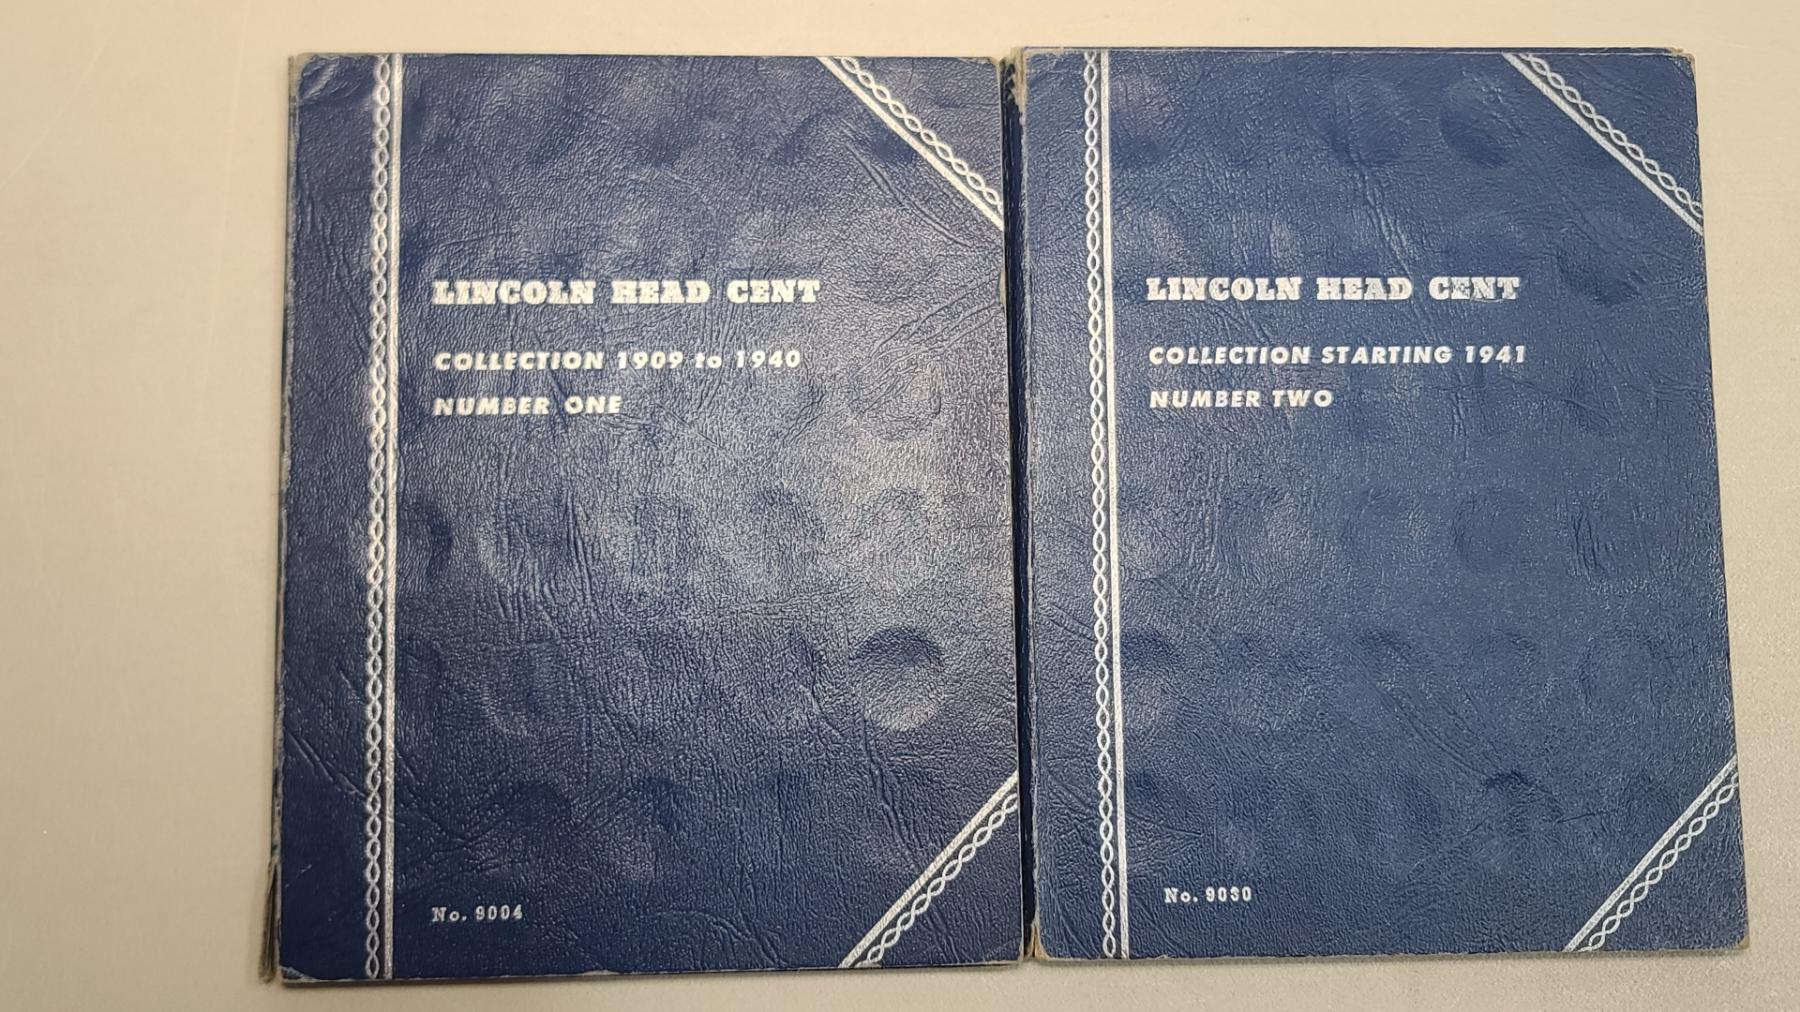 LINCOLN HEAD CENT
COLLECTION 1909 to 1940
NUMBER ONE
No. 9004
LINCOLN HEAD CENT
COLLECTION STARTING 1941
NUMBER TWO
No. 9030